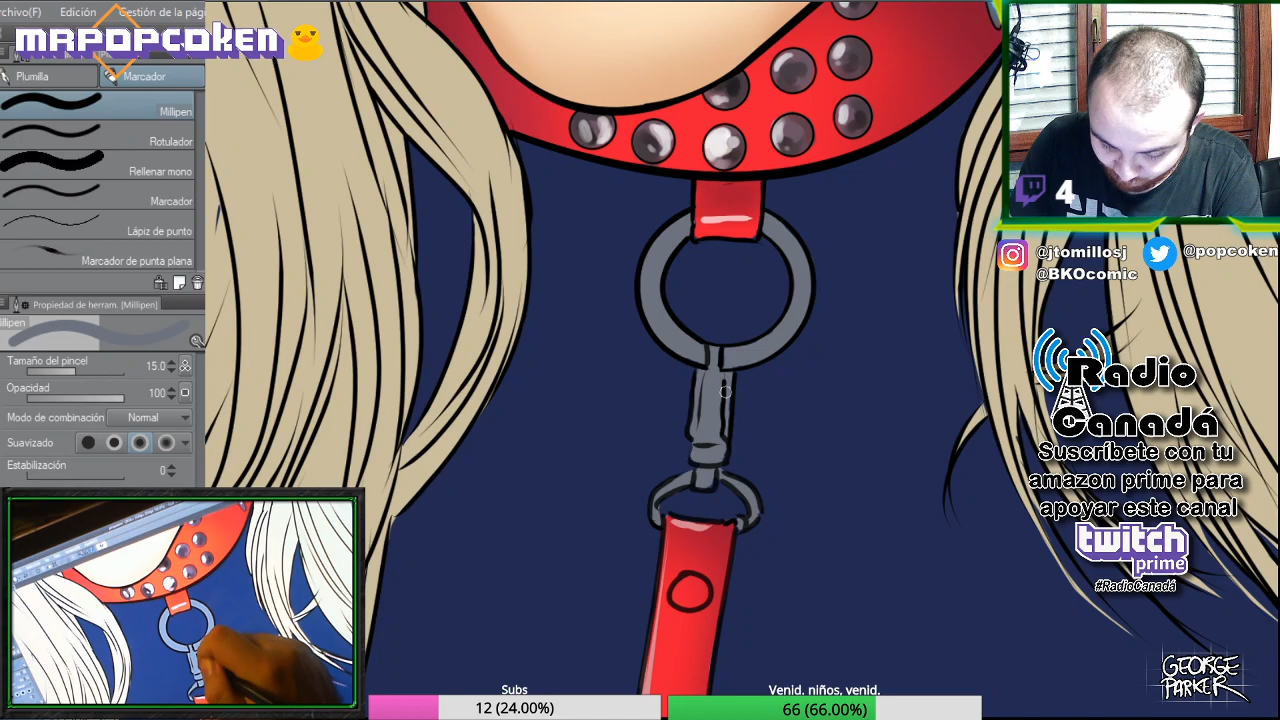 rchivo(F) Edición Gestión de la pági
MRPOPCOKEN
Plumilla Marcador
Millipen
Rotulador
Rellenar mono
Marcador
Lápiz de punto
Marcador de punta plana
Propiedad de herram. [Millipen]
illipen
Tamaño del pincel 15.0
Opacidad 100
Modo de combinación Normal
Suavizado
Estabilización 0
4
@jtomillosj @popcoken
@BKOcomic
Radio
Canadá
Suscríbete con tu
amazon prime para
apoyar este canal
twitch
prime
#RadioCanadá
GEORGE
PARKER
Subs
12 (24.00%)
Venid, niños, venid.
66 (66.00%)